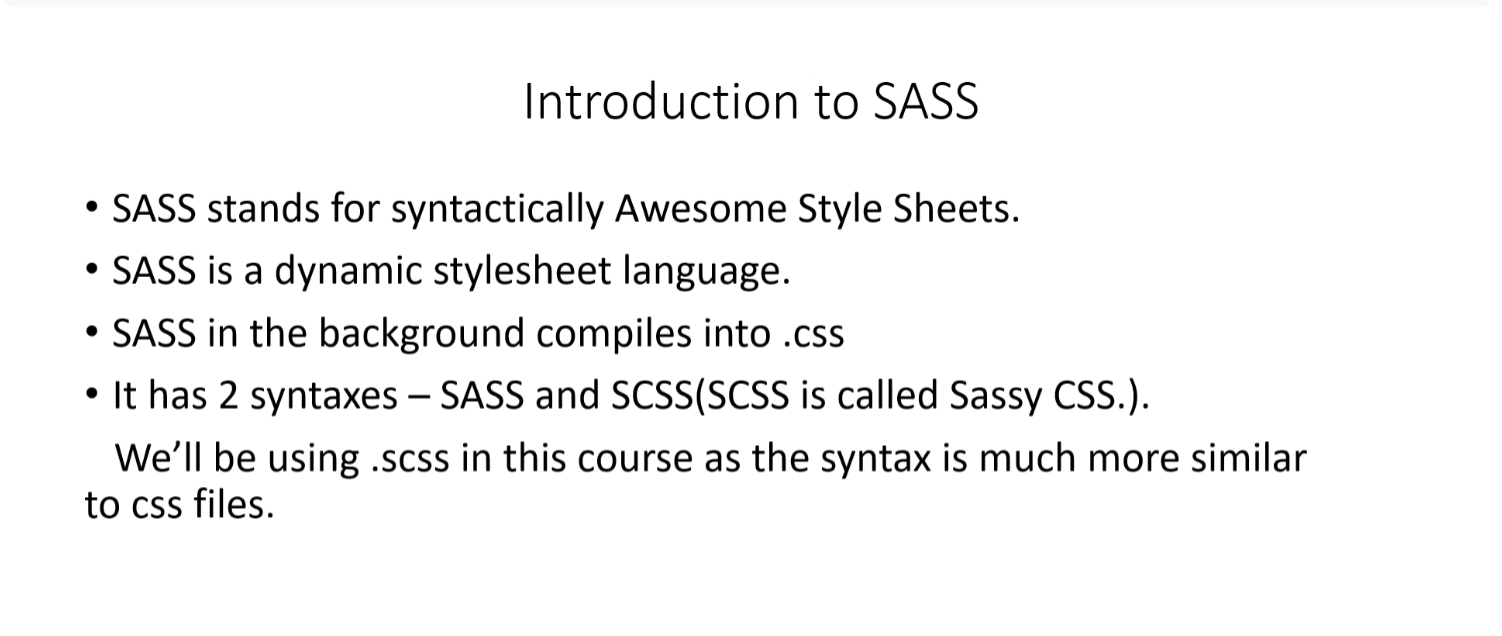 Introduction to SASS
• SASS stands for syntactically Awesome Style Sheets.
• SASS is a dynamic stylesheet language.
• SASS in the background compiles into .css
• It has 2 syntaxes – SASS and SCSS(SCSS is called Sassy CSS.).
We’ll be using .scss in this course as the syntax is much more similar
to css files.